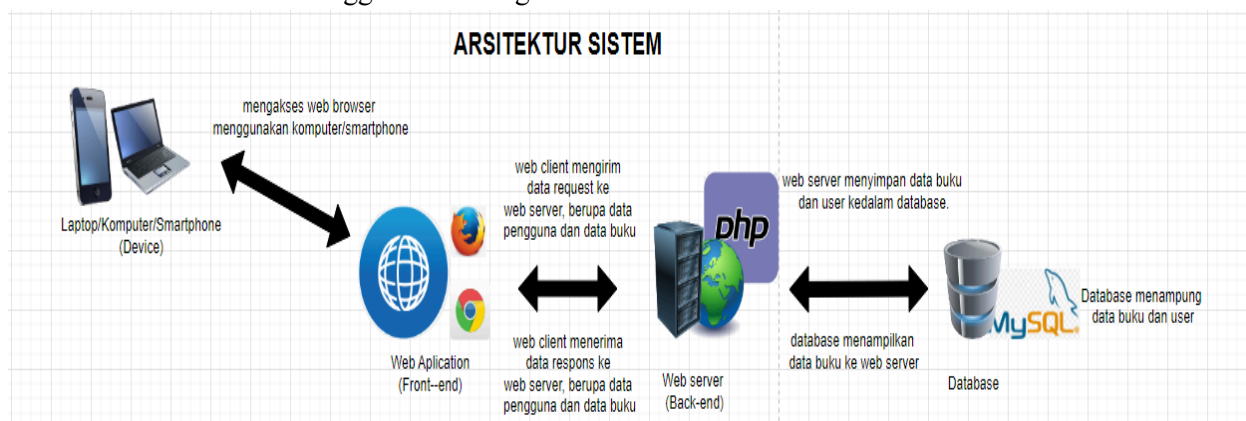 ARSITEKTUR SISTEM
mengakses web browser
menggunakan komputer/smartphone
Laptop/Komputer/Smartphone
(Device)
web client mengirim
data request ke
web server, berupa data
pengguna dan data buku
web client menerima
data respons ke
web server, berupa data
pengguna dan data buku
Web Aplication
(Front--end)
php
Web server
(Back-end)
web server menyimpan data buku
dan user kedalam database.
database menampilkan
data buku ke web server
MySQL
Database
Database menampung
data buku dan user